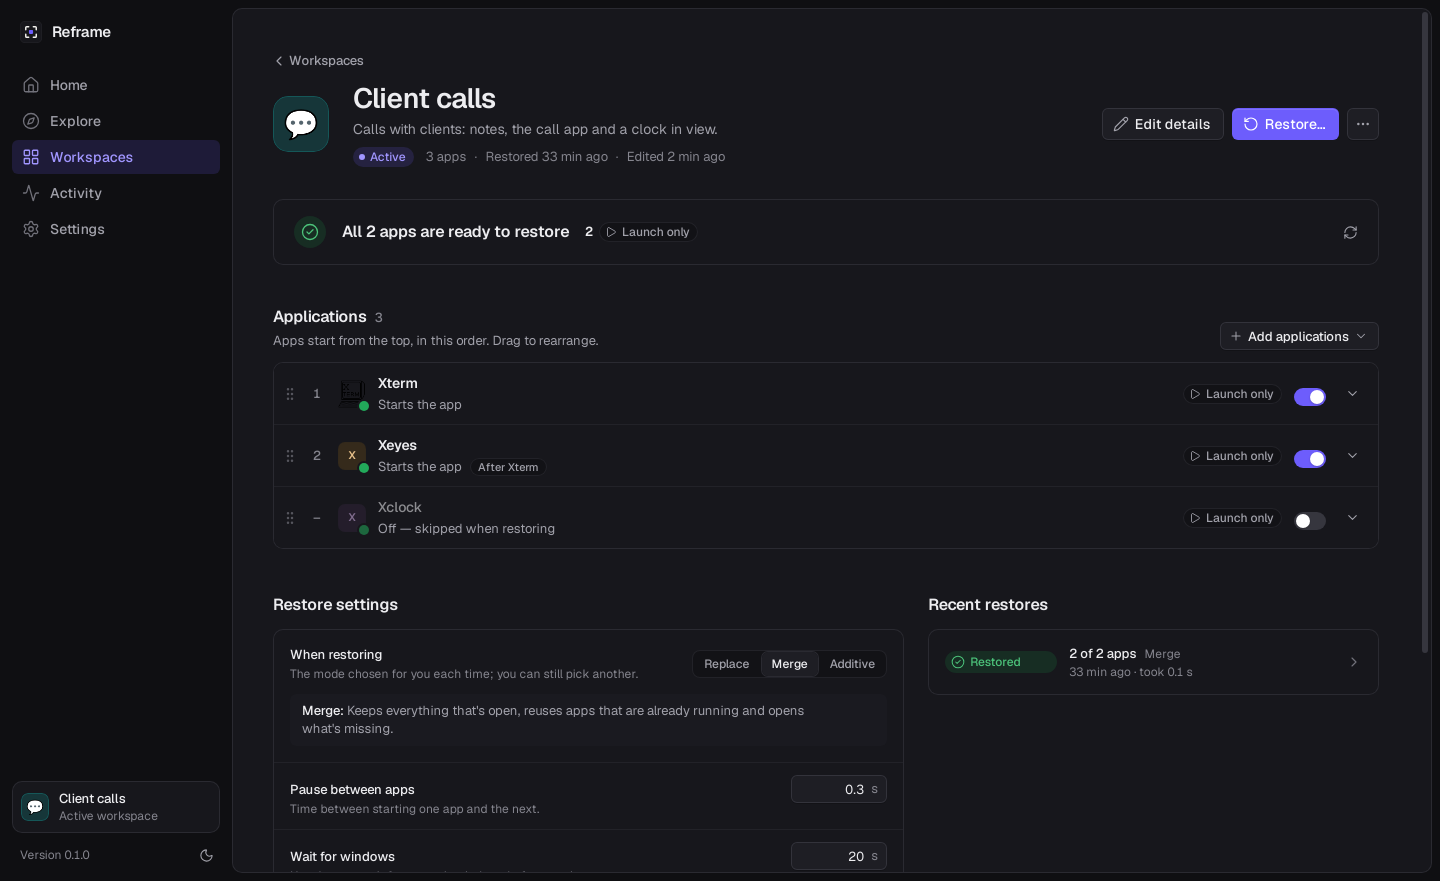 Reframe
Home
Explore
Workspaces
Activity
Settings
Client calls
Active workspace
Version 0.1.0
Workspaces
Client calls
Calls with clients: notes, the call app and a clock in view.
Active 3 apps · Restored 33 min ago · Edited 2 min ago
Edit details Restore...
All 2 apps are ready to restore 2 Launch only
Applications 3
Apps start from the top, in this order. Drag to rearrange.
Add applications
1 Xterm
Starts the app
Launch only
2 X Xeyes
Starts the app After Xterm
Launch only
– X Xclock
Off — skipped when restoring
Launch only
Restore settings
When restoring
The mode chosen for you each time; you can still pick another.
Replace Merge Additive
Merge: Keeps everything that's open, reuses apps that are already running and opens
what's missing.
Pause between apps
Time between starting one app and the next.
0.3 s
Wait for windows
20 s
Recent restores
Restored
2 of 2 apps Merge
33 min ago · took 0.1 s